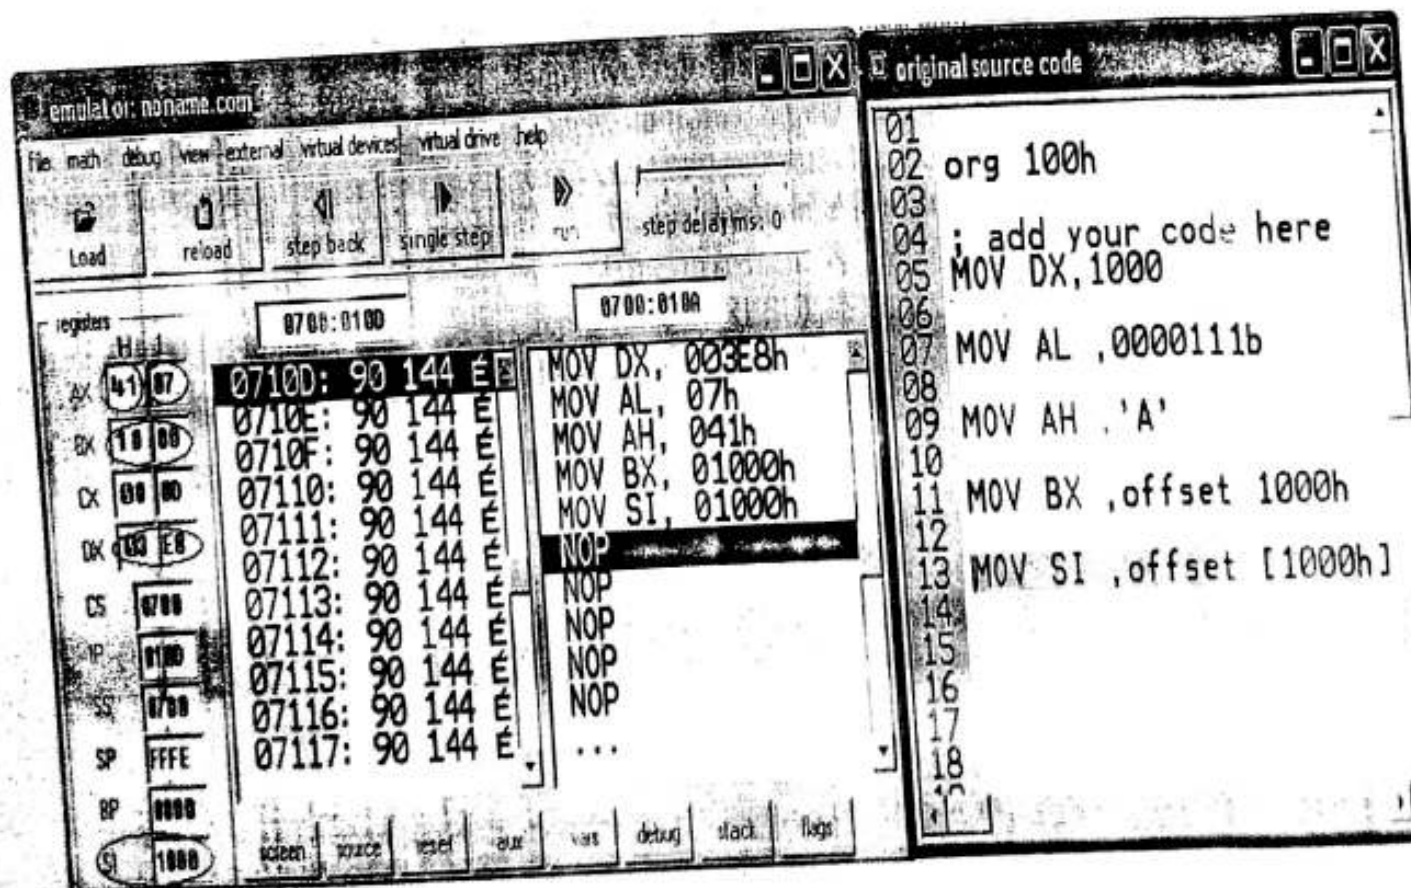 emulator: noname.com
file math debug view external virtual devices virtual drive help
Load reload step back single step run step delay ms: 0
registers
H L
0700:010D
0700:010A
AX 41 07
BX 10 00
CX 00 0D
DX 03 E8
CS 0700
IP 010D
SS 0700
SP FFFE
BP 0000
SI 1000
0710D: 90 144 É
0710E: 90 144 É
0710F: 90 144 É
07110: 90 144 É
07111: 90 144 É
07112: 90 144 É
07113: 90 144 É
07114: 90 144 É
07115: 90 144 É
07116: 90 144 É
07117: 90 144 É
MOV DX, 003E8h
MOV AL, 07h
MOV AH, 041h
MOV BX, 01000h
MOV SI, 01000h
NOP
NOP
NOP
NOP
NOP
...
screen source reset aux vars debug stack flags
original source code
01
02 org 100h
03
04 ; add your code here
05 MOV DX,1000
06
07 MOV AL ,0000111b
08
09 MOV AH ,'A'
10
11 MOV BX ,offset 1000h
12
13 MOV SI ,offset [1000h]
14
15
16
17
18